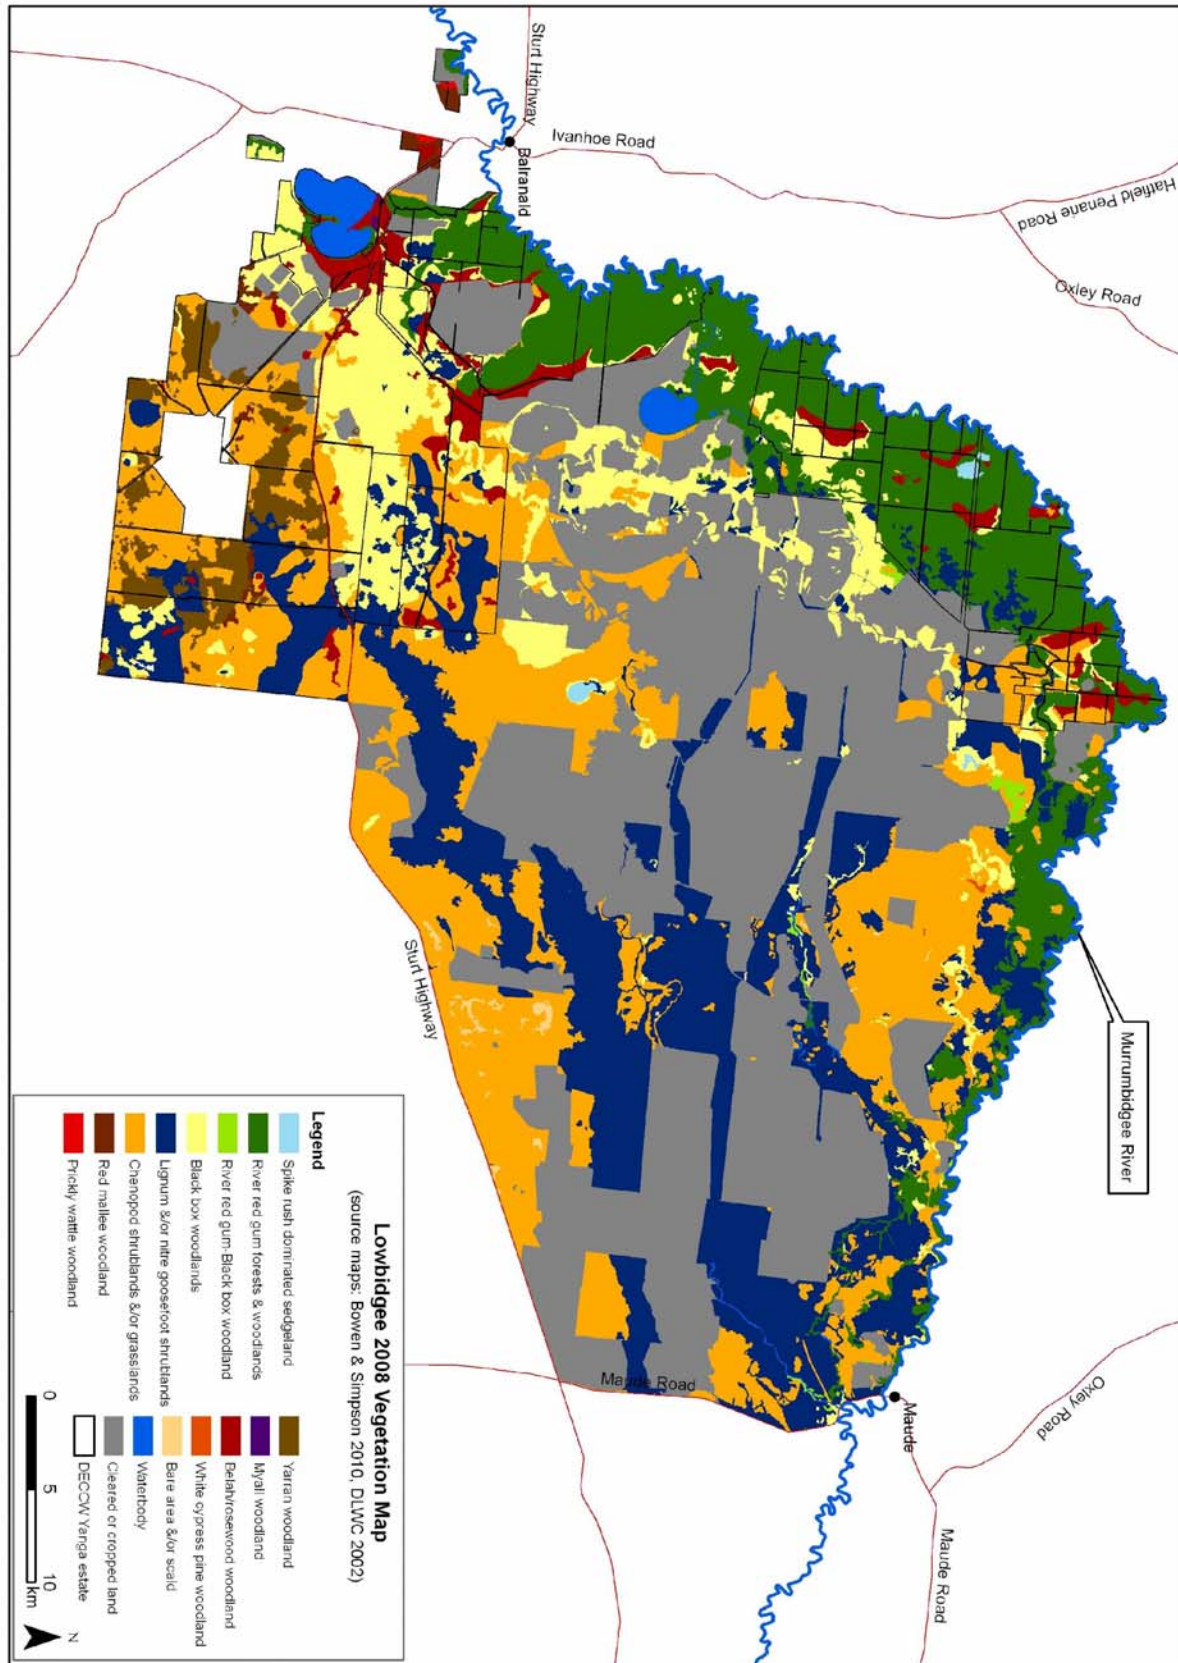 Sturt Highway
Ivanhoe Road
Balranald
Hatfield Penarie Road
Oxley Road
Murrumbidgee River
Sturt Highway
Maude Road
Maude
Oxley Road
Maude Road
Lowbidgee 2008 Vegetation Map
(source maps: Bowen & Simpson 2010, DLWC 2002)
Legend
Spike rush dominated sedgeland
River red gum forests & woodlands
River red gum-Black box woodland
Black box woodlands
Lignum &/or nitre goosefoot shrublands
Chenopod shrublands &/or grasslands
Red mallee woodland
Prickly wattle woodland
Yarran woodland
Myall woodland
Belah/rosewood woodland
White cypress pine woodland
Bare area &/or scald
Waterbody
Cleared or cropped land
DECCW Yanga estate
0 5 10
km
N